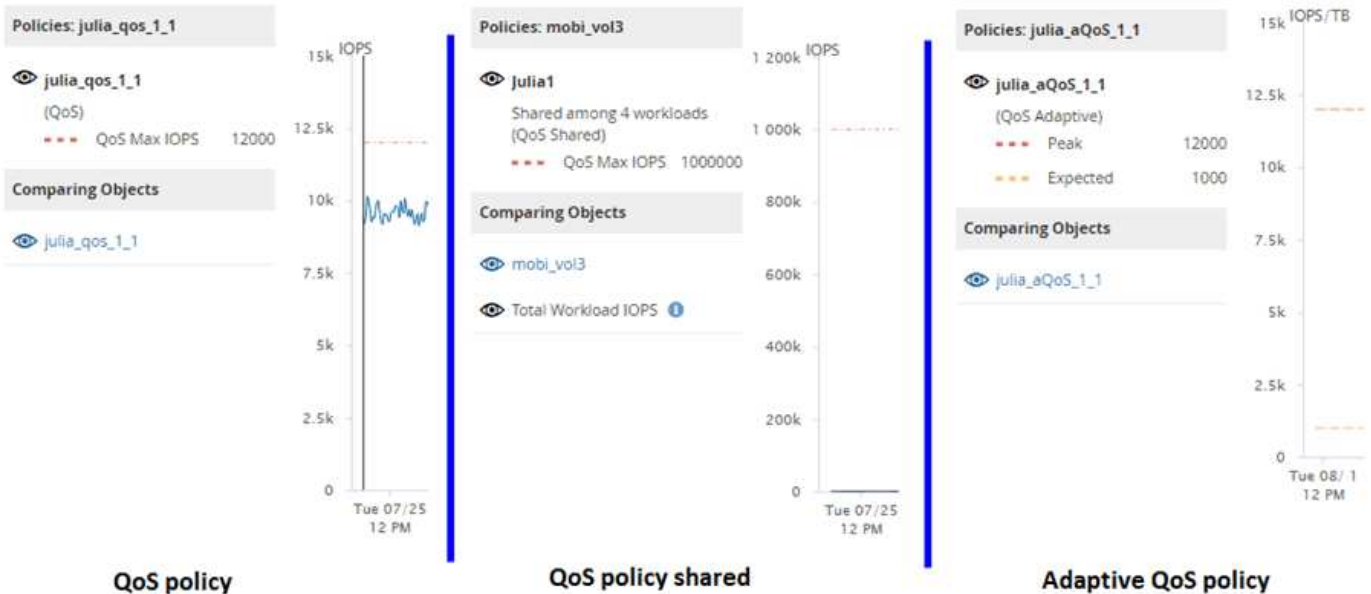 Policies: julia_qos_1_1
julia_qos_1_1
(QoS)
QoS Max IOPS 12000
Comparing Objects
julia_qos_1_1
IOPS
15k
12.5k
10k
7.5k
5k
2.5k
0
Tue 07/25
12 PM
QoS policy
Policies: mobi_vol3
Julia1
Shared among 4 workloads
(QoS Shared)
QoS Max IOPS 1000000
Comparing Objects
mobi_vol3
Total Workload IOPS
IOPS
1 200k
1 000k
800k
600k
400k
200k
0
Tue 07/25
12 PM
QoS policy shared
Policies: julia_aQoS_1_1
julia_aQoS_1_1
(QoS Adaptive)
Peak 12000
Expected 1000
Comparing Objects
julia_aQoS_1_1
IOPS/TB
15k
12.5k
10k
7.5k
5k
2.5k
0
Tue 08/ 1
12 PM
Adaptive QoS policy